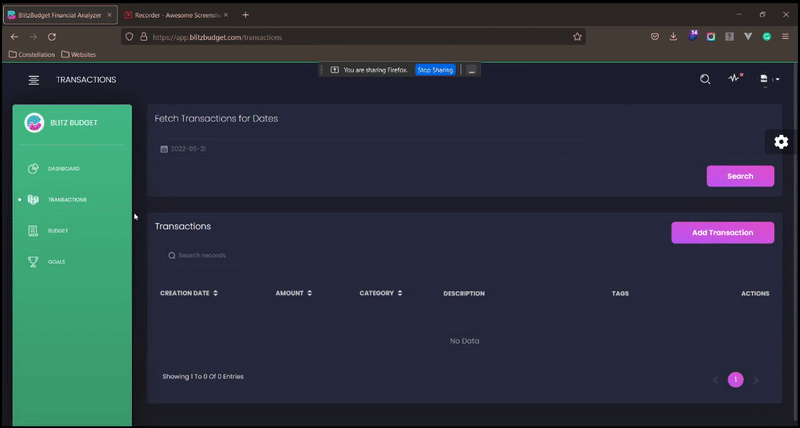 BlitzBudget Financial Analyzer
Recorder - Awesome Screensho
https://app.blitzbudget.com/transactions
Constellation
Websites
You are sharing Firefox.
Stop Sharing
TRANSACTIONS
BLITZ BUDGET
DASHBOARD
TRANSACTIONS
BUDGET
GOALS
Fetch Transactions for Dates
2022-05-31
Search
Transactions
Add Transaction
Search records
CREATION DATE
AMOUNT
CATEGORY
DESCRIPTION
TAGS
ACTIONS
No Data
Showing 1 To 0 Of 0 Entries
1